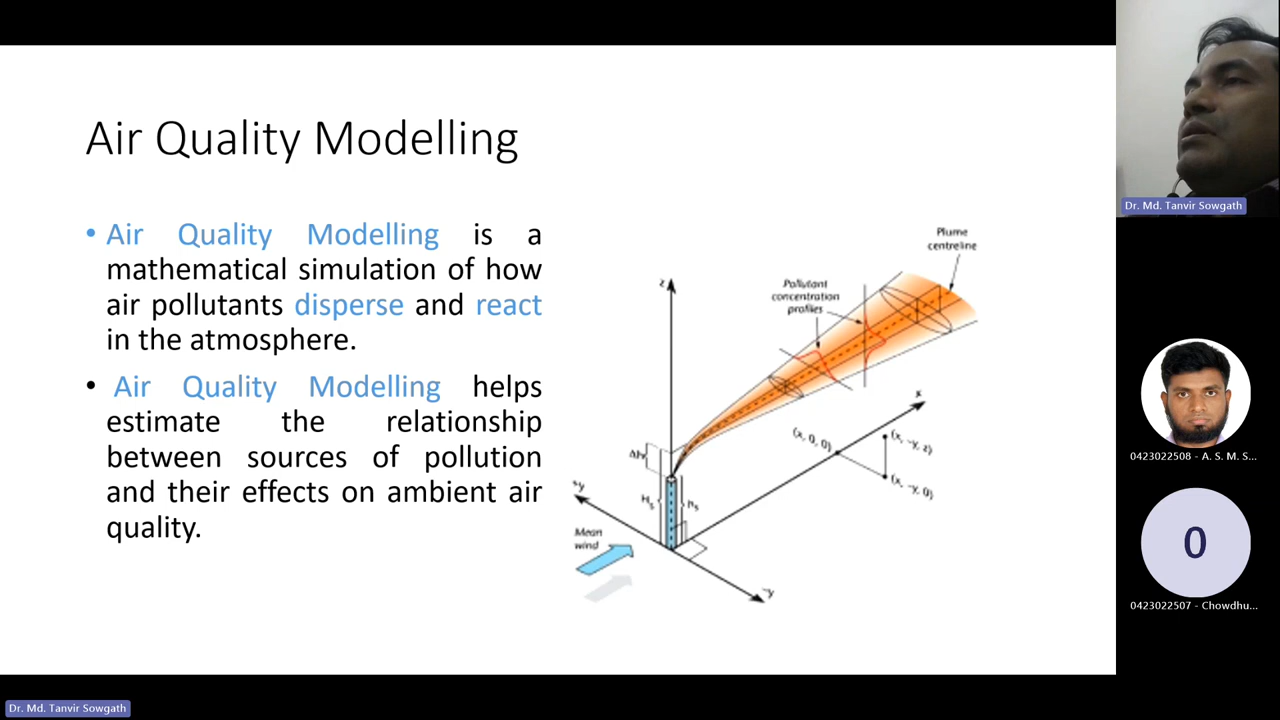 Air Quality Modelling
• Air Quality Modelling is a
mathematical simulation of how
air pollutants disperse and react
in the atmosphere.
• Air Quality Modelling helps
estimate the relationship
between sources of pollution
and their effects on ambient air
quality.
Plume
centreline
Pollutant
concentration
profiles
z
x
(x, 0, 0)
(x, -y, z)
(x, -y, 0)
Δh
+y
Hs
hs
Mean
wind
-y
Dr. Md. Tanvir Sowgath
0423022508 - A. S. M. S...
0
0423022507 - Chowdhu...
Dr. Md. Tanvir Sowgath